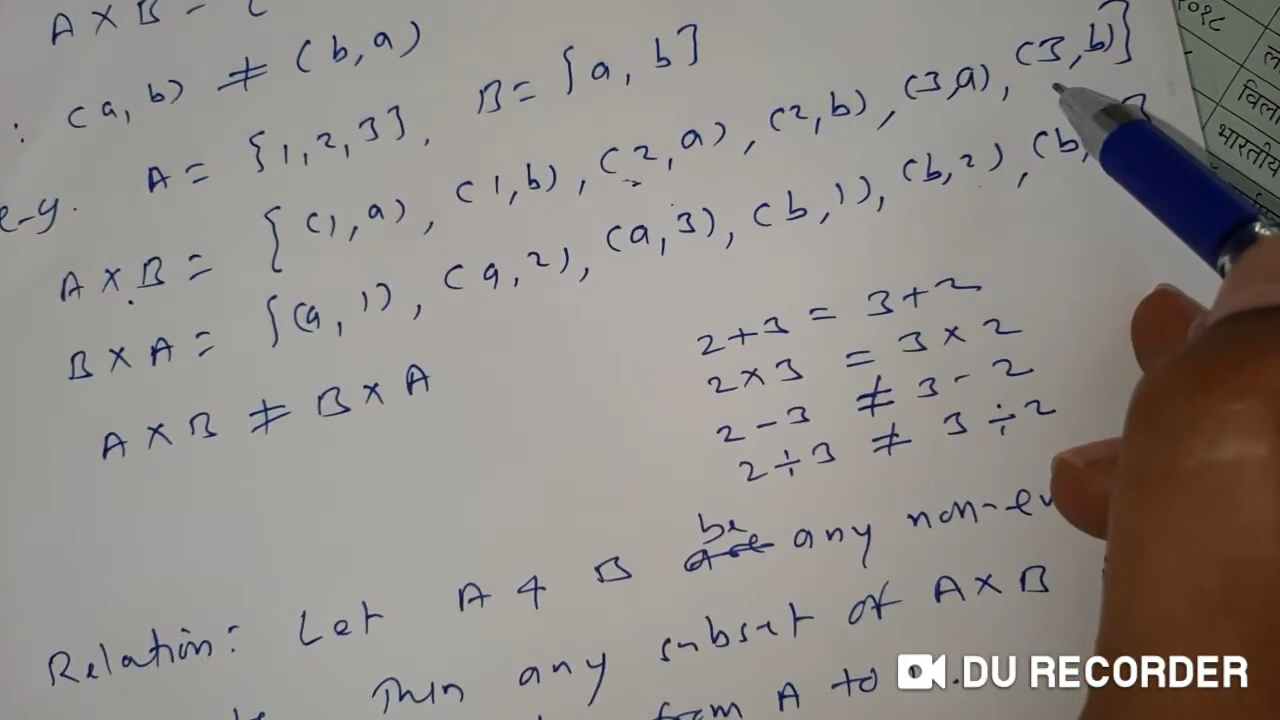 A × B =
: (a, b) ≠ (b, a)
e-g. A = {1, 2, 3}, B = {a, b}
A × B = {(1, a), (1, b), (2, a), (2, b), (3, a), (3, b)}
B × A = {(a, 1), (a, 2), (a, 3), (b, 1), (b, 2), (b,
A × B ≠ B × A
2 + 3 = 3 + 2
2 × 3 = 3 × 2
2 - 3 ≠ 3 - 2
2 ÷ 3 ≠ 3 ÷ 2
Relation: Let A & B be any non-
any subset of A × B
from A to
२०१८
भारतीय
DU RECORDER